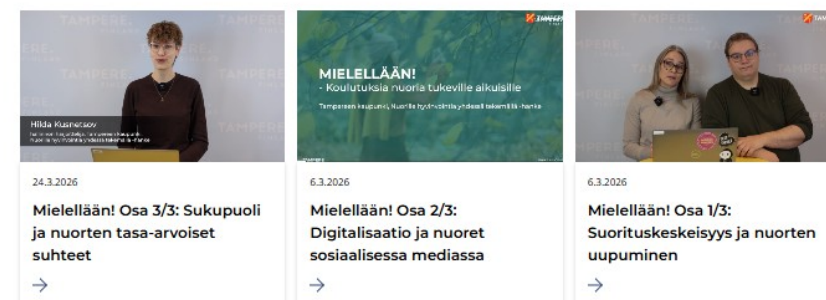 TAMPERE.
Hilda Kusnetsov
24.3.2026
Mielellään! Osa 3/3: Sukupuoli
ja nuorten tasa-arvoiset
suhteet
MIELELLÄÄN!
- Koulutuksia nuoria tukeville aikuisille
Tampereen kaupunki, Nuorille hyvinvointia yhdessä tekemällä -hanke
6.3.2026
Mielellään! Osa 2/3:
Digitalisaatio ja nuoret
sosiaalisessa mediassa
6.3.2026
Mielellään! Osa 1/3:
Suorituskeskeisyys ja nuorten
uupuminen